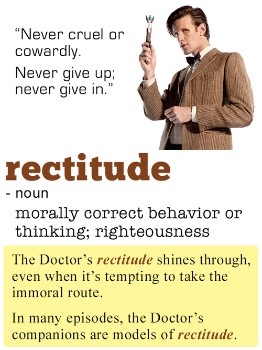 “Never cruel or
cowardly.
Never give up;
never give in.”
rectitude
- noun
morally correct behavior or
thinking; righteousness
The Doctor’s rectitude shines through,
even when it’s tempting to take the
immoral route.
In many episodes, the Doctor’s
companions are models of rectitude.